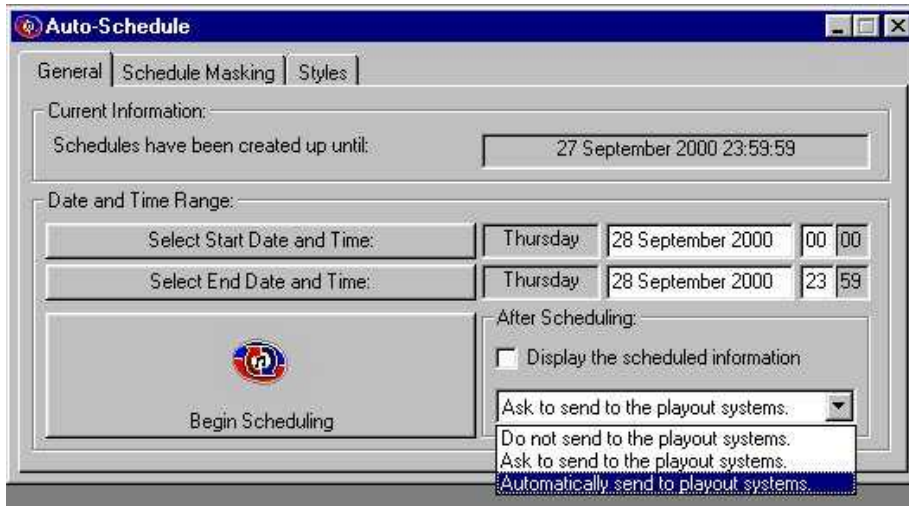 Auto-Schedule
General Schedule Masking Styles
Current Information:
Schedules have been created up until: 27 September 2000 23:59:59
Date and Time Range:
Select Start Date and Time: Thursday 28 September 2000 00 00
Select End Date and Time: Thursday 28 September 2000 23 59
After Scheduling:
Display the scheduled information
Begin Scheduling
Ask to send to the playout systems.
Do not send to the playout systems.
Ask to send to the playout systems.
Automatically send to playout systems.